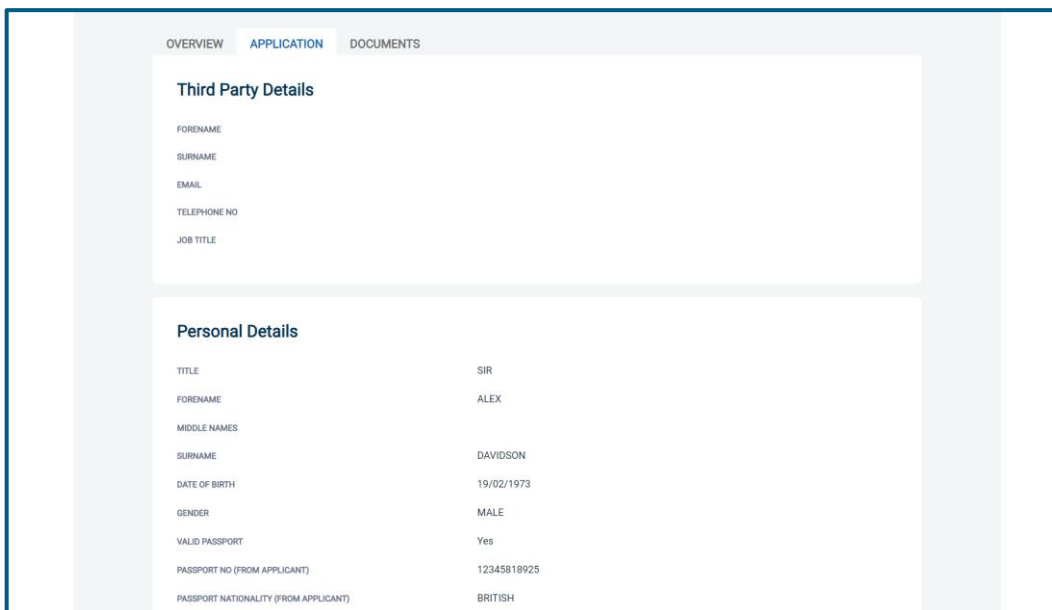 OVERVIEW APPLICATION DOCUMENTS
Third Party Details
FORENAME
SURNAME
EMAIL
TELEPHONE NO
JOB TITLE
Personal Details
TITLE SIR
FORENAME ALEX
MIDDLE NAMES
SURNAME DAVIDSON
DATE OF BIRTH 19/02/1973
GENDER MALE
VALID PASSPORT Yes
PASSPORT NO (FROM APPLICANT) 12345818925
PASSPORT NATIONALITY (FROM APPLICANT) BRITISH